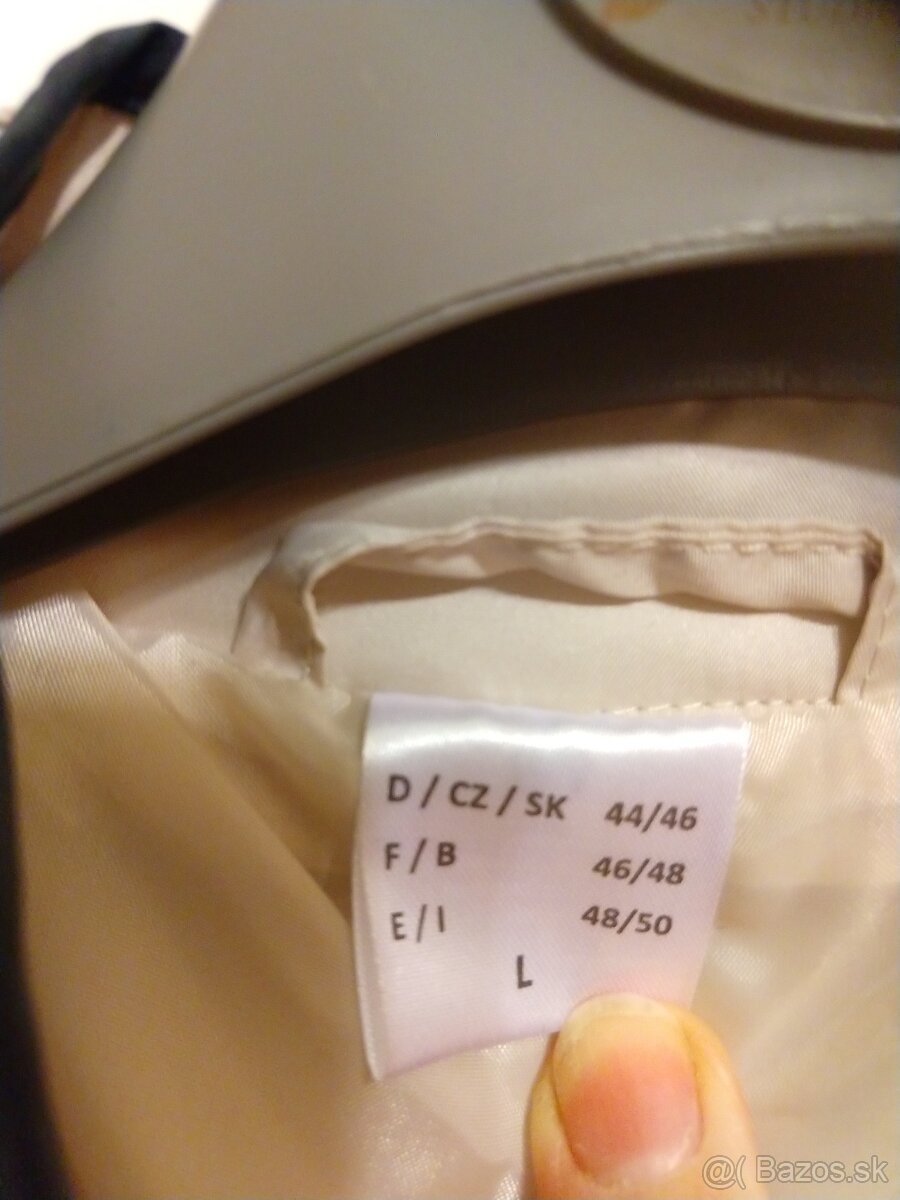 D / CZ / SK 44/46
F / B 46/48
E / I 48/50
L
@( Bazos.sk